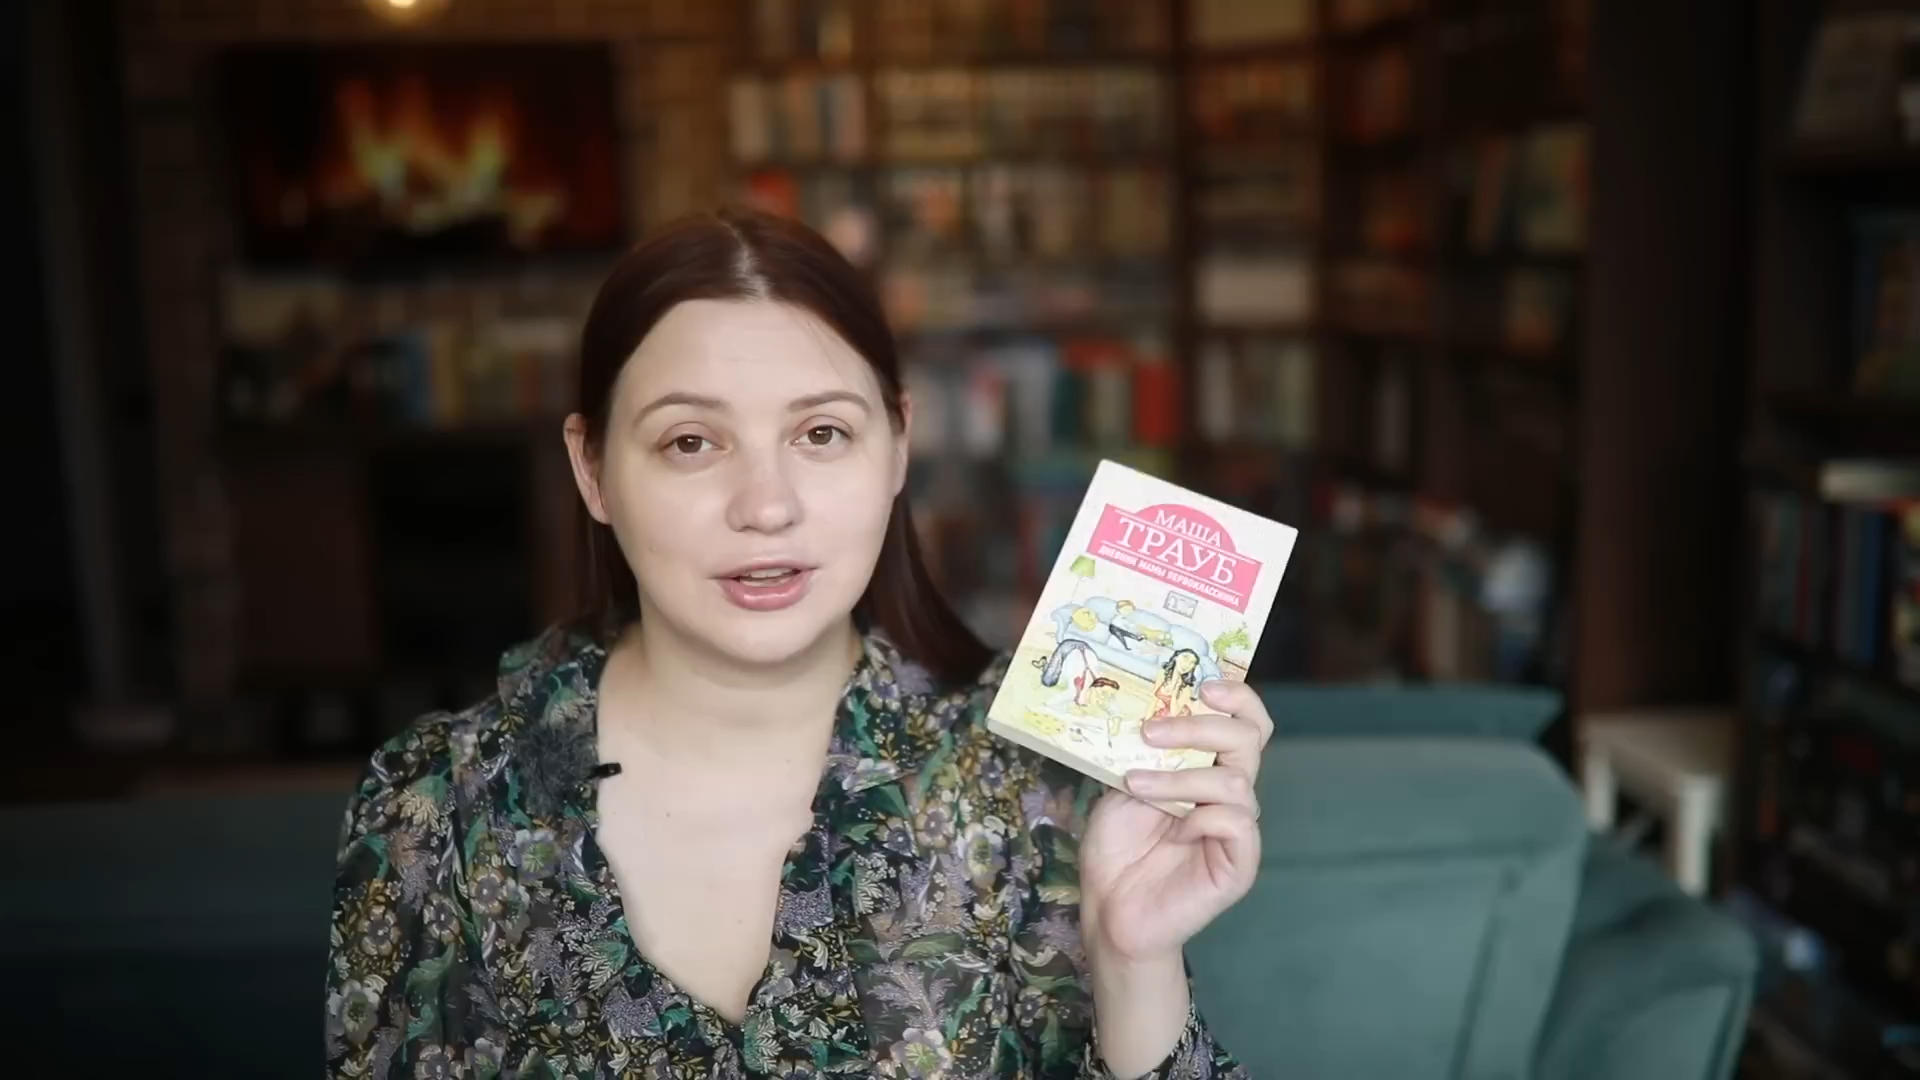 МАША
ТРАУБ
ДНЕВНИК МАМЫ ПЕРВОКЛАССНИКА